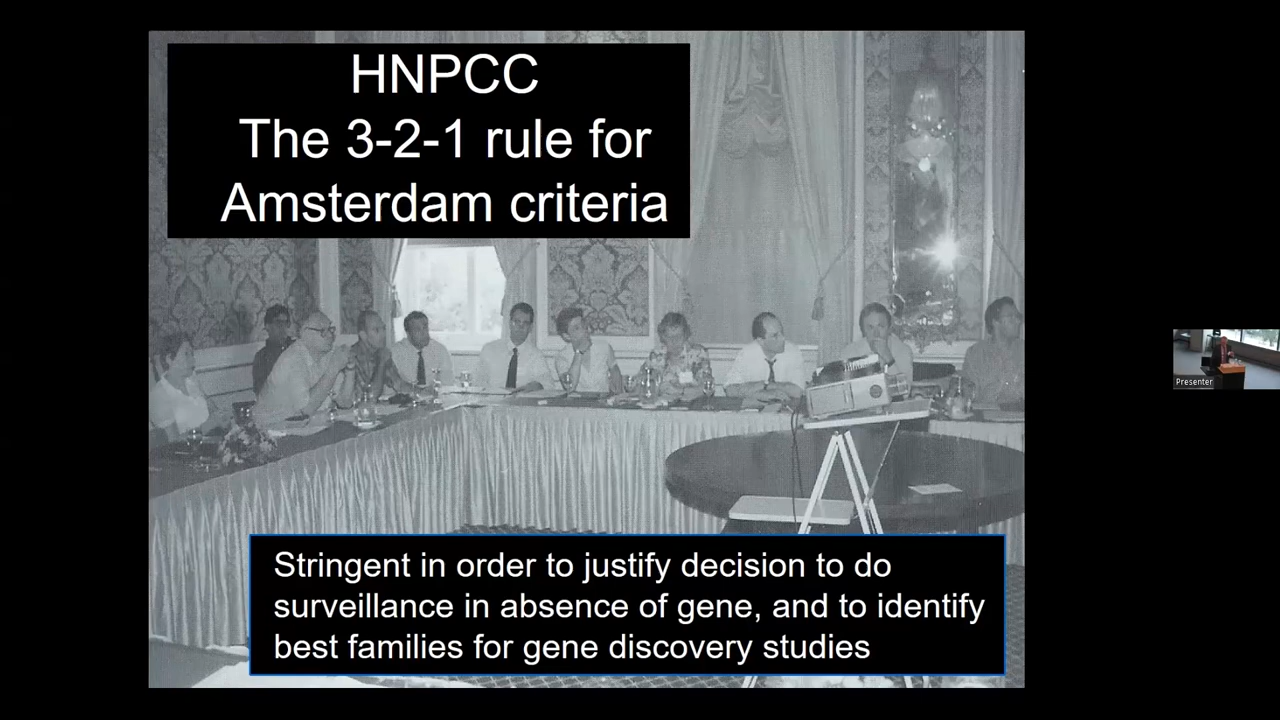 HNPCC
The 3-2-1 rule for
Amsterdam criteria
Stringent in order to justify decision to do
surveillance in absence of gene, and to identify
best families for gene discovery studies
Presenter